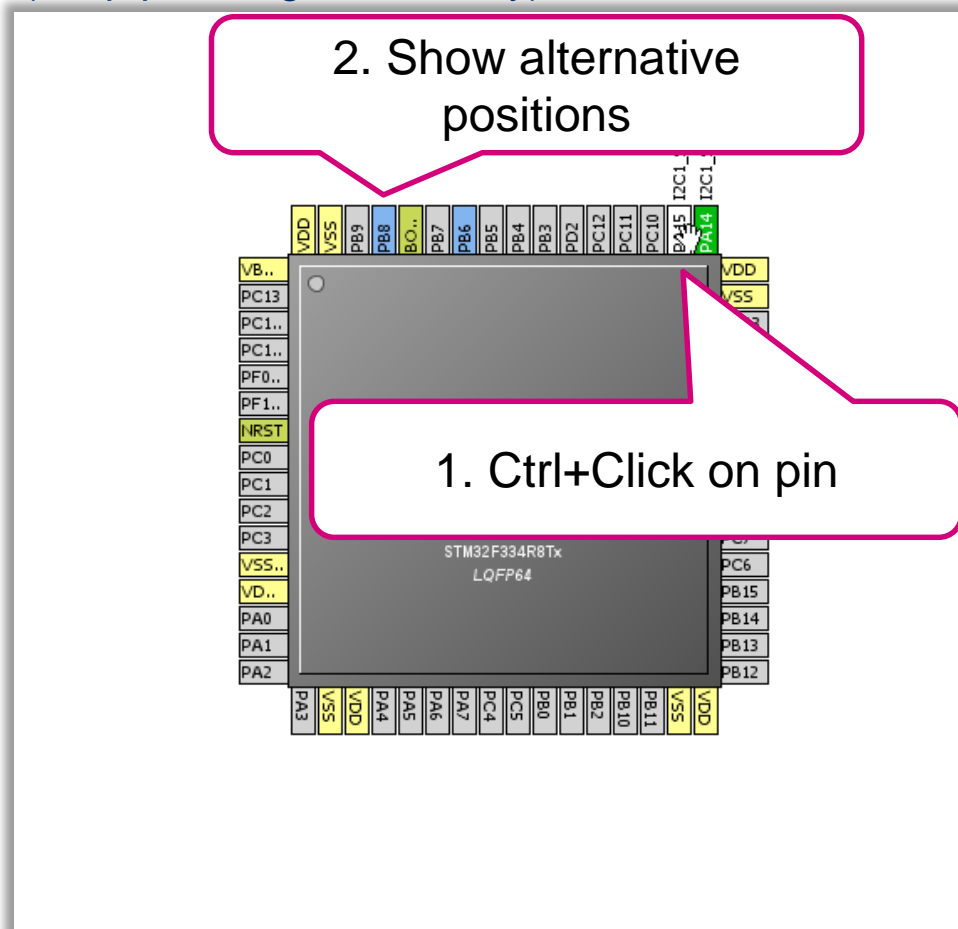 2. Show alternative
positions
I2C1_
I2C1_
VDD
VSS
PB9
PB8
BO..
PB7
PB6
PB5
PB4
PB3
PD2
PC12
PC11
PC10
PA15
PA14
VB..
PC13
PC1..
PC1..
PF0..
PF1..
NRST
PC0
PC1
PC2
PC3
VSS..
VD..
PA0
PA1
PA2
VDD
VSS
1. Ctrl+Click on pin
STM32F334R8Tx
LQFP64
PC7
PC6
PB15
PB14
PB13
PB12
PA3
VSS
VDD
PA4
PA5
PA6
PA7
PC4
PC5
PB0
PB1
PB2
PB10
PB11
VSS
VDD